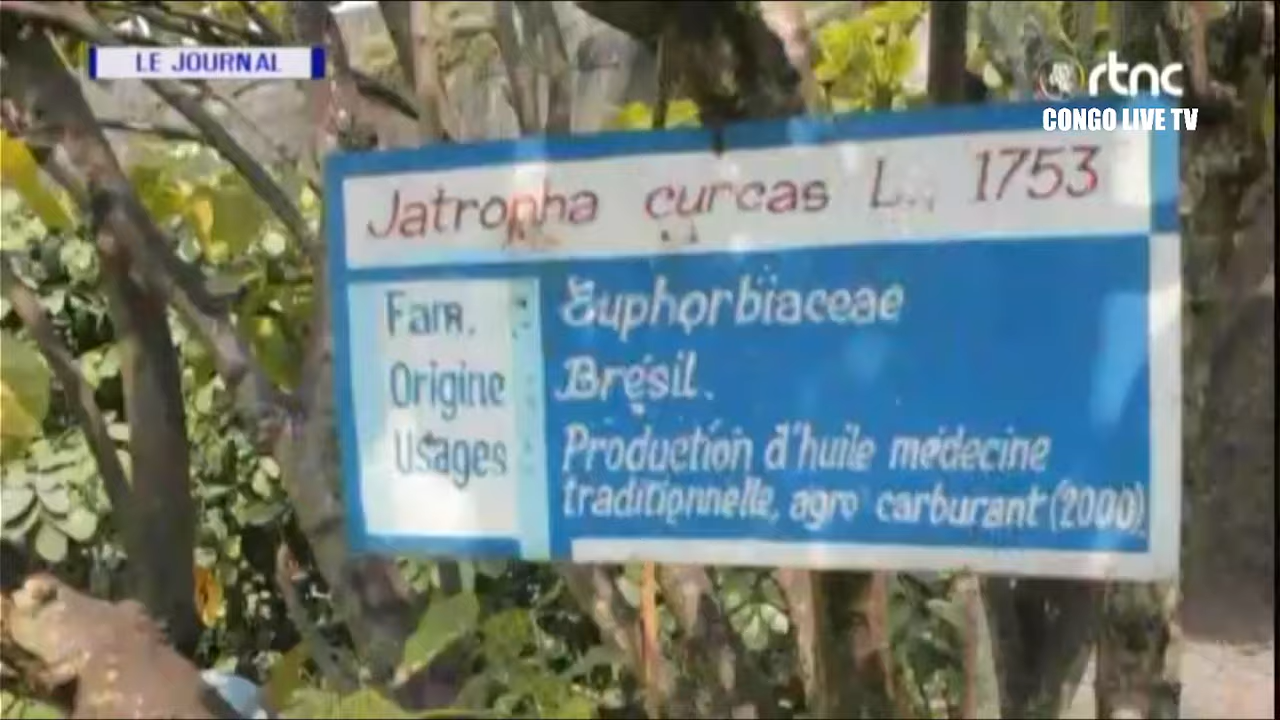 LE JOURNAL
rtnc
CONGO LIVE TV
Jatropha curcas L. 1753
Fam. : Euphorbiaceae
Origine Brésil.
Usages Production d'huile médecine
traditionnelle, agro carburant (2000)